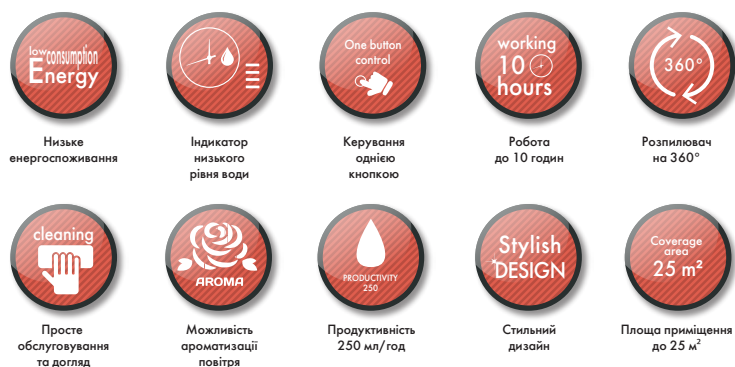 low consumption
Energy
Низьке
енергоспоживання
Індикатор
низького
рівня води
One button
control
Керування
однією
кнопкою
working
10
hours
Робота
до 10 годин
360°
Розпилювач
на 360°
cleaning
Просте
обслуговування
та догляд
AROMA
Можливість
ароматизації
повітря
PRODUCTIVITY
250
Продуктивність
250 мл/год
Stylish
DESIGN
Стильний
дизайн
Coverage
area
25 m²
Площа приміщення
до 25 м²